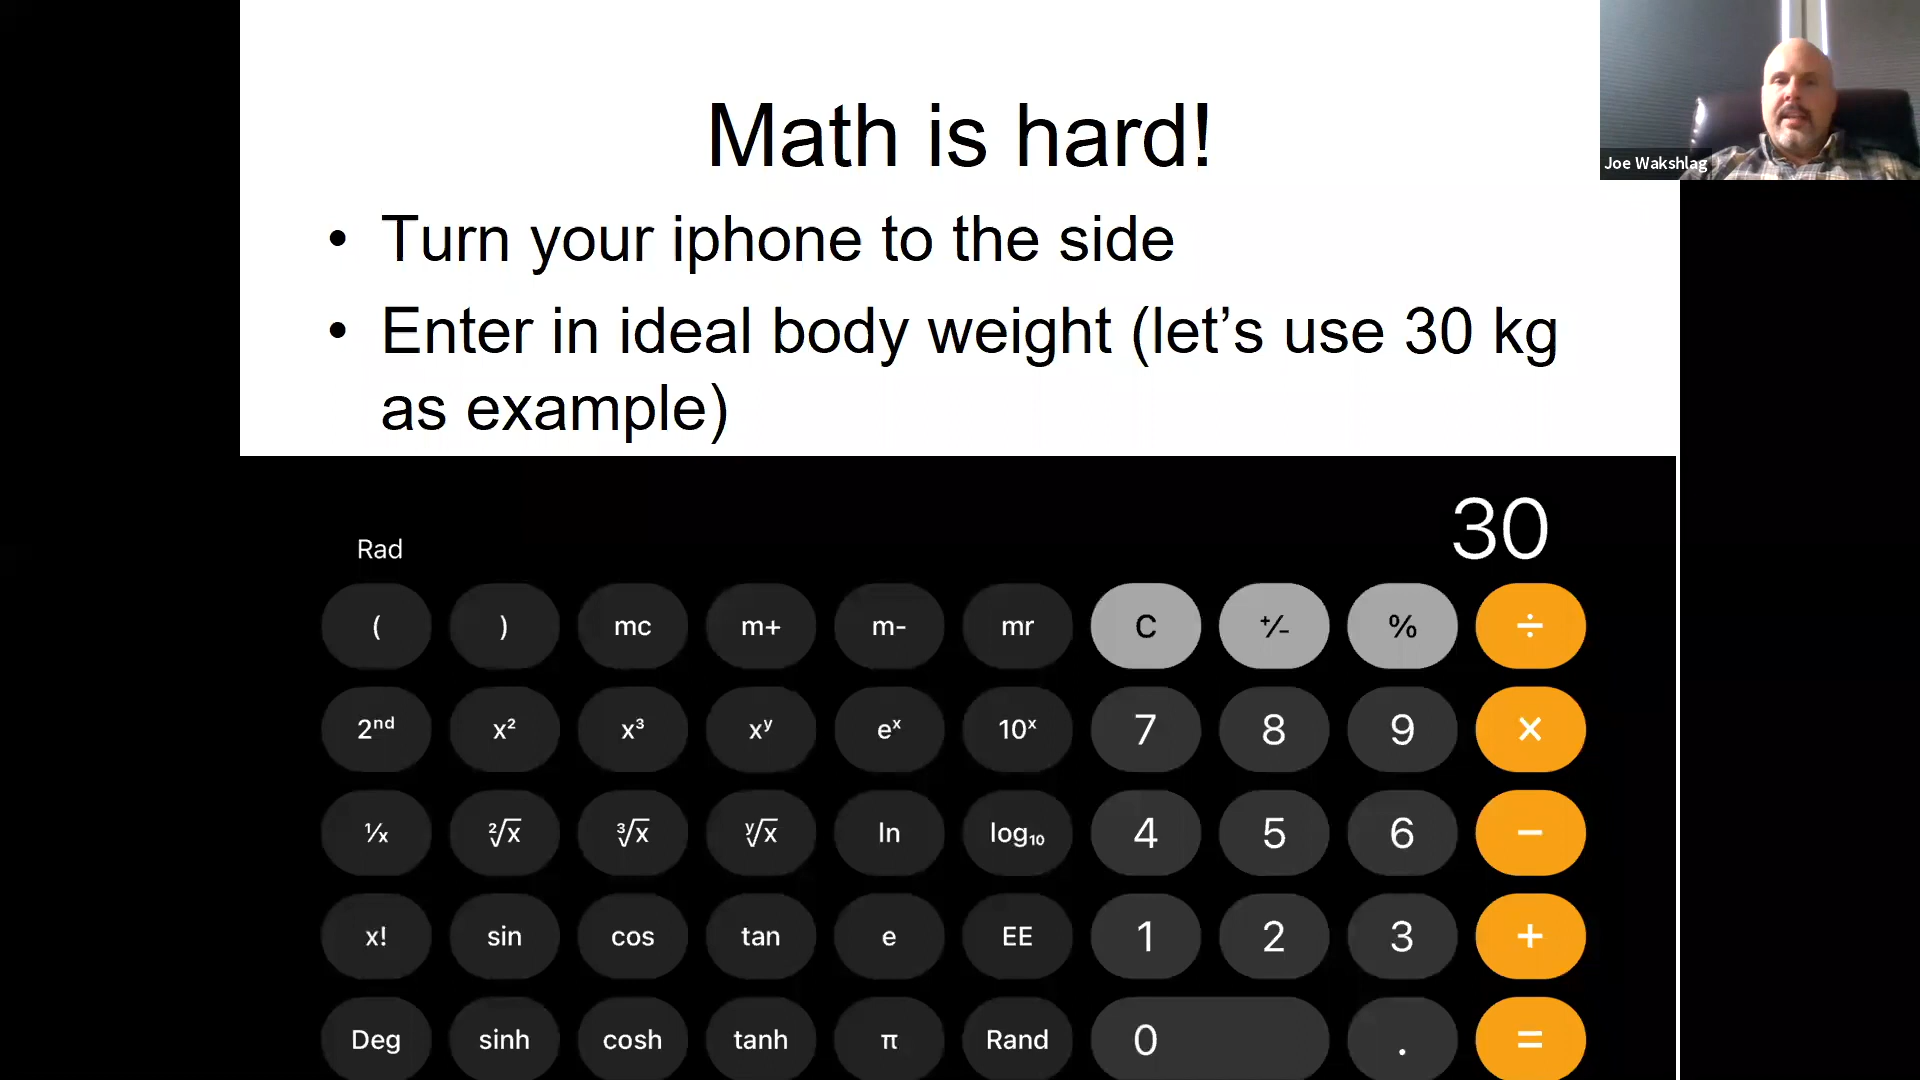 Math is hard!
Joe Wakshlag
• Turn your iphone to the side
• Enter in ideal body weight (let’s use 30 kg
as example)
30
Rad
( ) mc m+ m- mr C ⁺∕₋ % ÷
2ⁿᵈ x² x³ xʸ eˣ 10ˣ 7 8 9 ×
¹∕ₓ ²√x ³√x ʸ√x ln log₁₀ 4 5 6 −
x! sin cos tan e EE 1 2 3 +
Deg sinh cosh tanh π Rand 0 . =